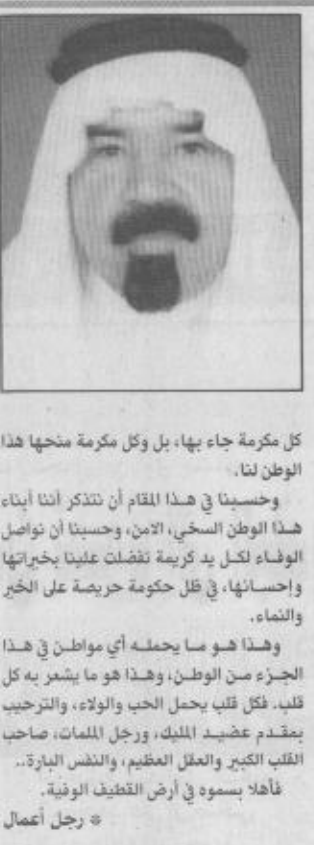 كل مكرمة جاء بها، بل وكل مكرمة منحها هذا
الوطن لنا.
وحسبنا في هذا المقام أن نتذكر أننا أبناء
هذا الوطن السخي، الامن، وحسبنا أن نواصل
الوفاء لكل يد كريمة تفضلت علينا بخيراتها
وإحسانها، في ظل حكومة حريصة على الخير
والنماء.
وهذا هو ما يحمله أي مواطن في هذا
الجزء من الوطن، وهذا هو ما يشعر به كل
قلب. فكل قلب يحمل الحب والولاء، والترحيب
بمقدم عضيد المليك، ورجل الملمات، صاحب
القلب الكبير والعقل العظيم، والنفس البارة..
فأهلا بسموه في أرض القطيف الوفية.
* رجل أعمال